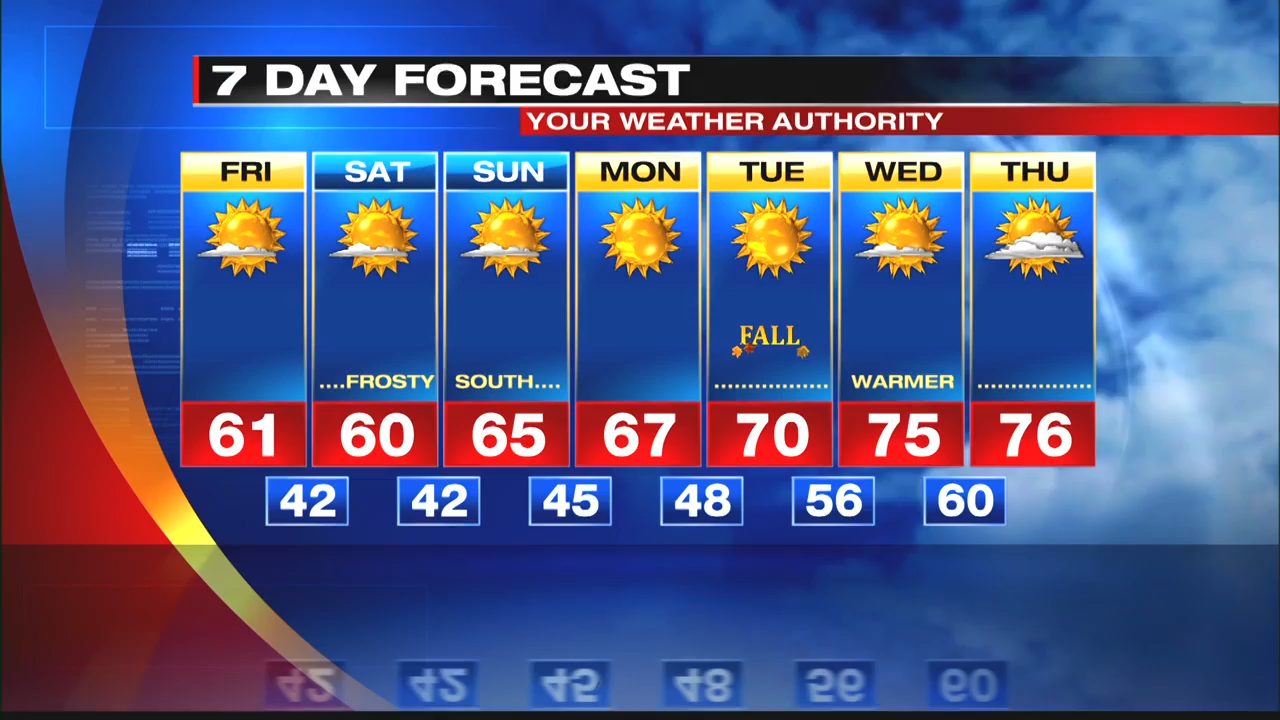 7 DAY FORECAST
YOUR WEATHER AUTHORITY
FRI SAT SUN MON TUE WED THU
FALL
....FROSTY SOUTH.... .................. WARMER ..................
61 60 65 67 70 75 76
42 42 45 48 56 60